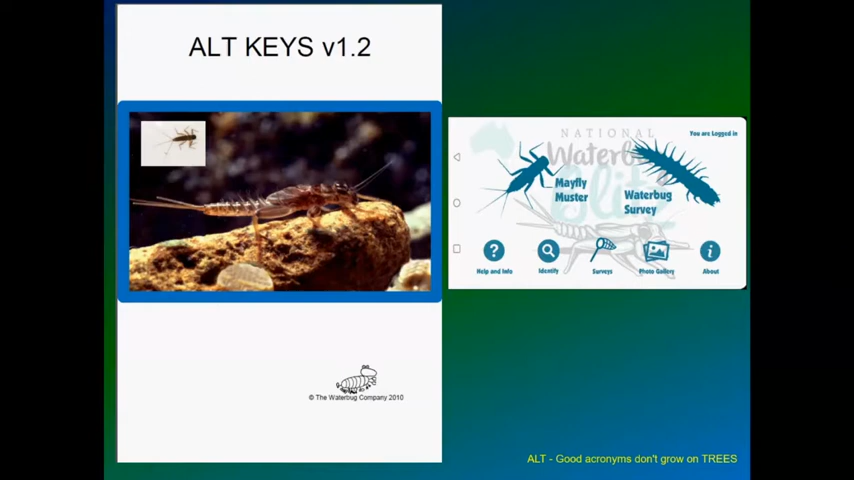 ALT KEYS v1.2
© The Waterbug Company 2010
You are Logged in
NATIONAL
Waterbug
Blitz
Mayfly
Muster
Waterbug
Survey
Help and Info
Identify
Surveys
Photo Gallery
About
ALT - Good acronyms don't grow on TREES